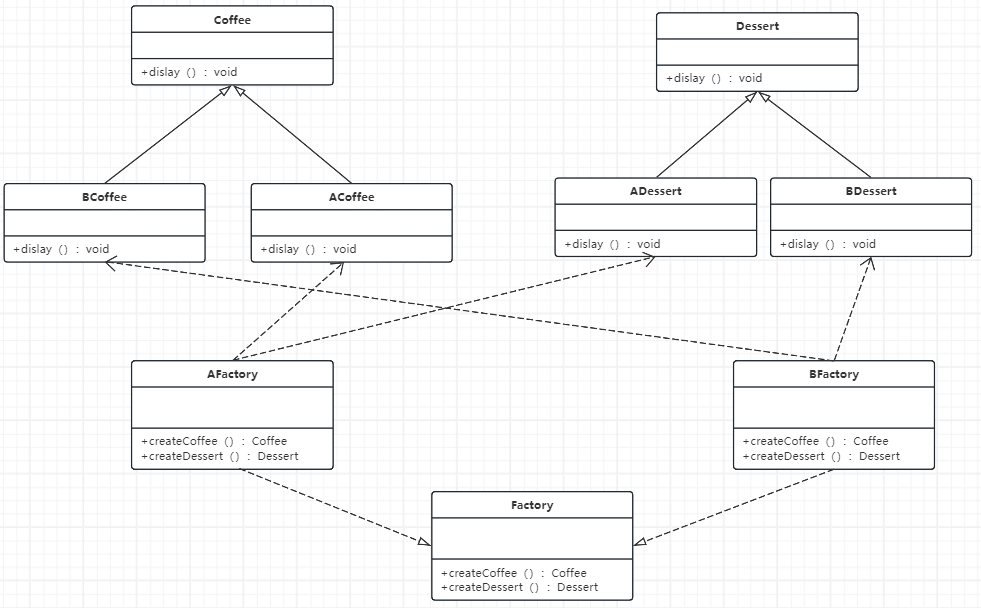 Coffee
+dislay () : void
Dessert
+dislay () : void
BCoffee
+dislay () : void
ACoffee
+dislay () : void
ADessert
+dislay () : void
BDessert
+dislay () : void
AFactory
+createCoffee () : Coffee
+createDessert () : Dessert
BFactory
+createCoffee () : Coffee
+createDessert () : Dessert
Factory
+createCoffee () : Coffee
+createDessert () : Dessert